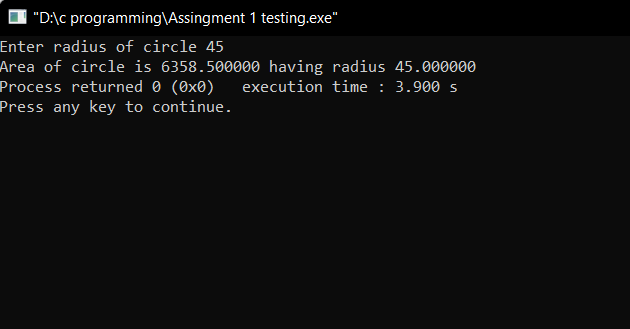 "D:\c programming\Assingment 1 testing.exe"
Enter radius of circle 45
Area of circle is 6358.500000 having radius 45.000000
Process returned 0 (0x0)   execution time : 3.900 s
Press any key to continue.